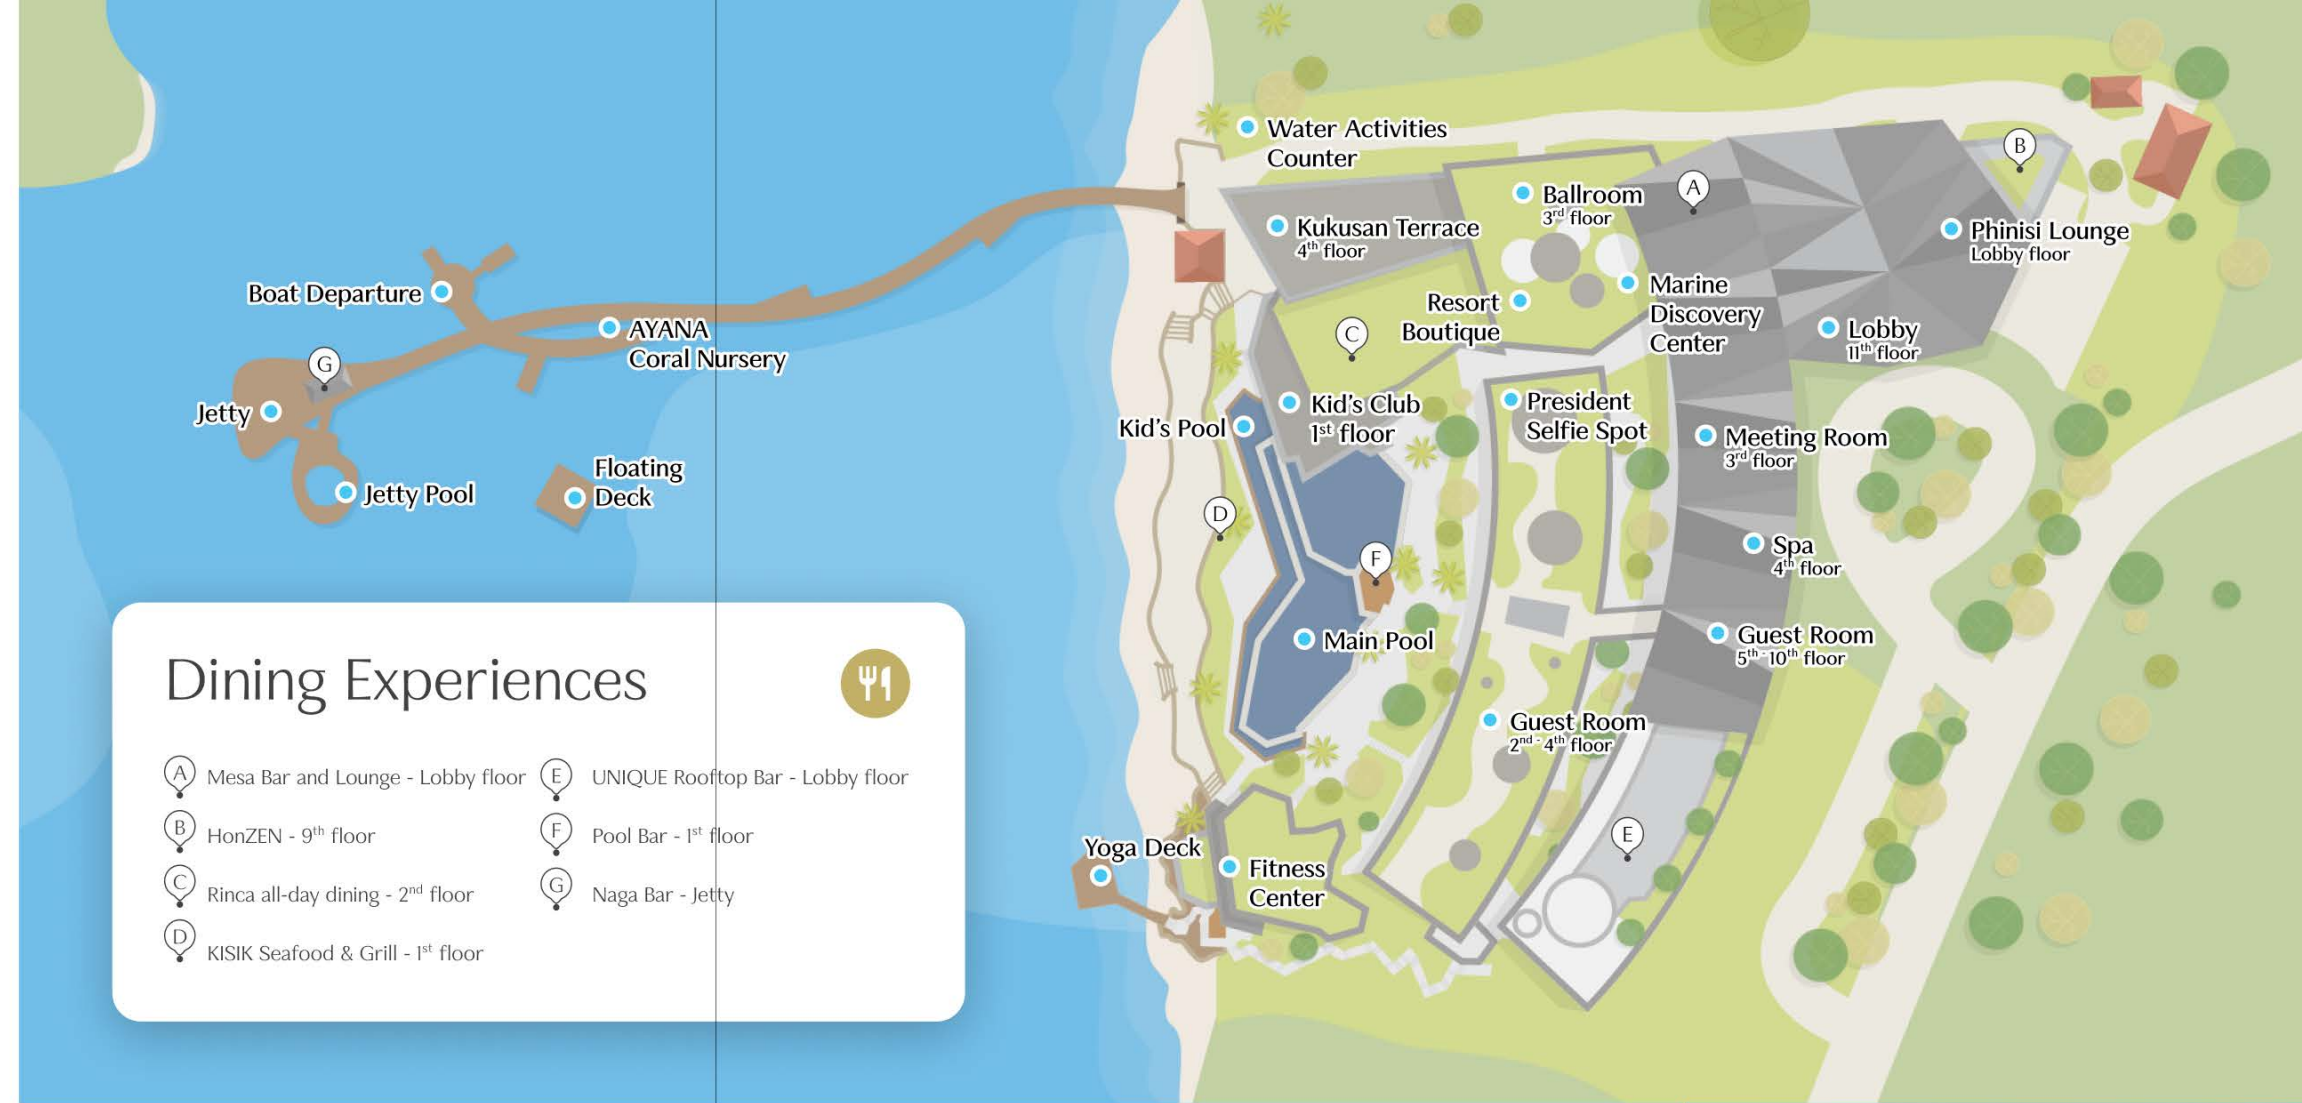 Water Activities
Counter
Ballroom
3rd floor
A
B
Kukusan Terrace
4th floor
Phinisi Lounge
Lobby floor
Boat Departure
Marine
Discovery
Center
Resort
Boutique
AYANA
Coral Nursery
C
Lobby
11th floor
G
Jetty
Kid's Pool
Kid's Club
1st floor
President
Selfie Spot
Meeting Room
3rd floor
Floating
Deck
Jetty Pool
D
F
Spa
4th floor
Main Pool
Guest Room
5th - 10th floor
Guest Room
2nd - 4th floor
E
Yoga Deck
Fitness
Center
Dining Experiences
A Mesa Bar and Lounge - Lobby floor
B HonZEN - 9th floor
C Rinca all-day dining - 2nd floor
D KISIK Seafood & Grill - 1st floor
E UNIQUE Rooftop Bar - Lobby floor
F Pool Bar - 1st floor
G Naga Bar - Jetty